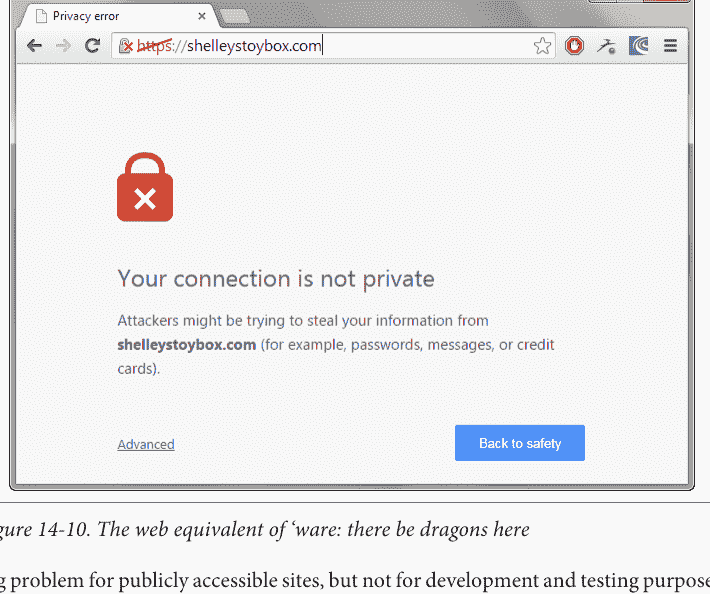 Privacy error
https://shelleystoybox.com
Your connection is not private
Attackers might be trying to steal your information from
shelleystoybox.com (for example, passwords, messages, or credit
cards).
Advanced
Back to safety
gure 14-10. The web equivalent of ‘ware: there be dragons here
g problem for publicly accessible sites, but not for development and testing purpose